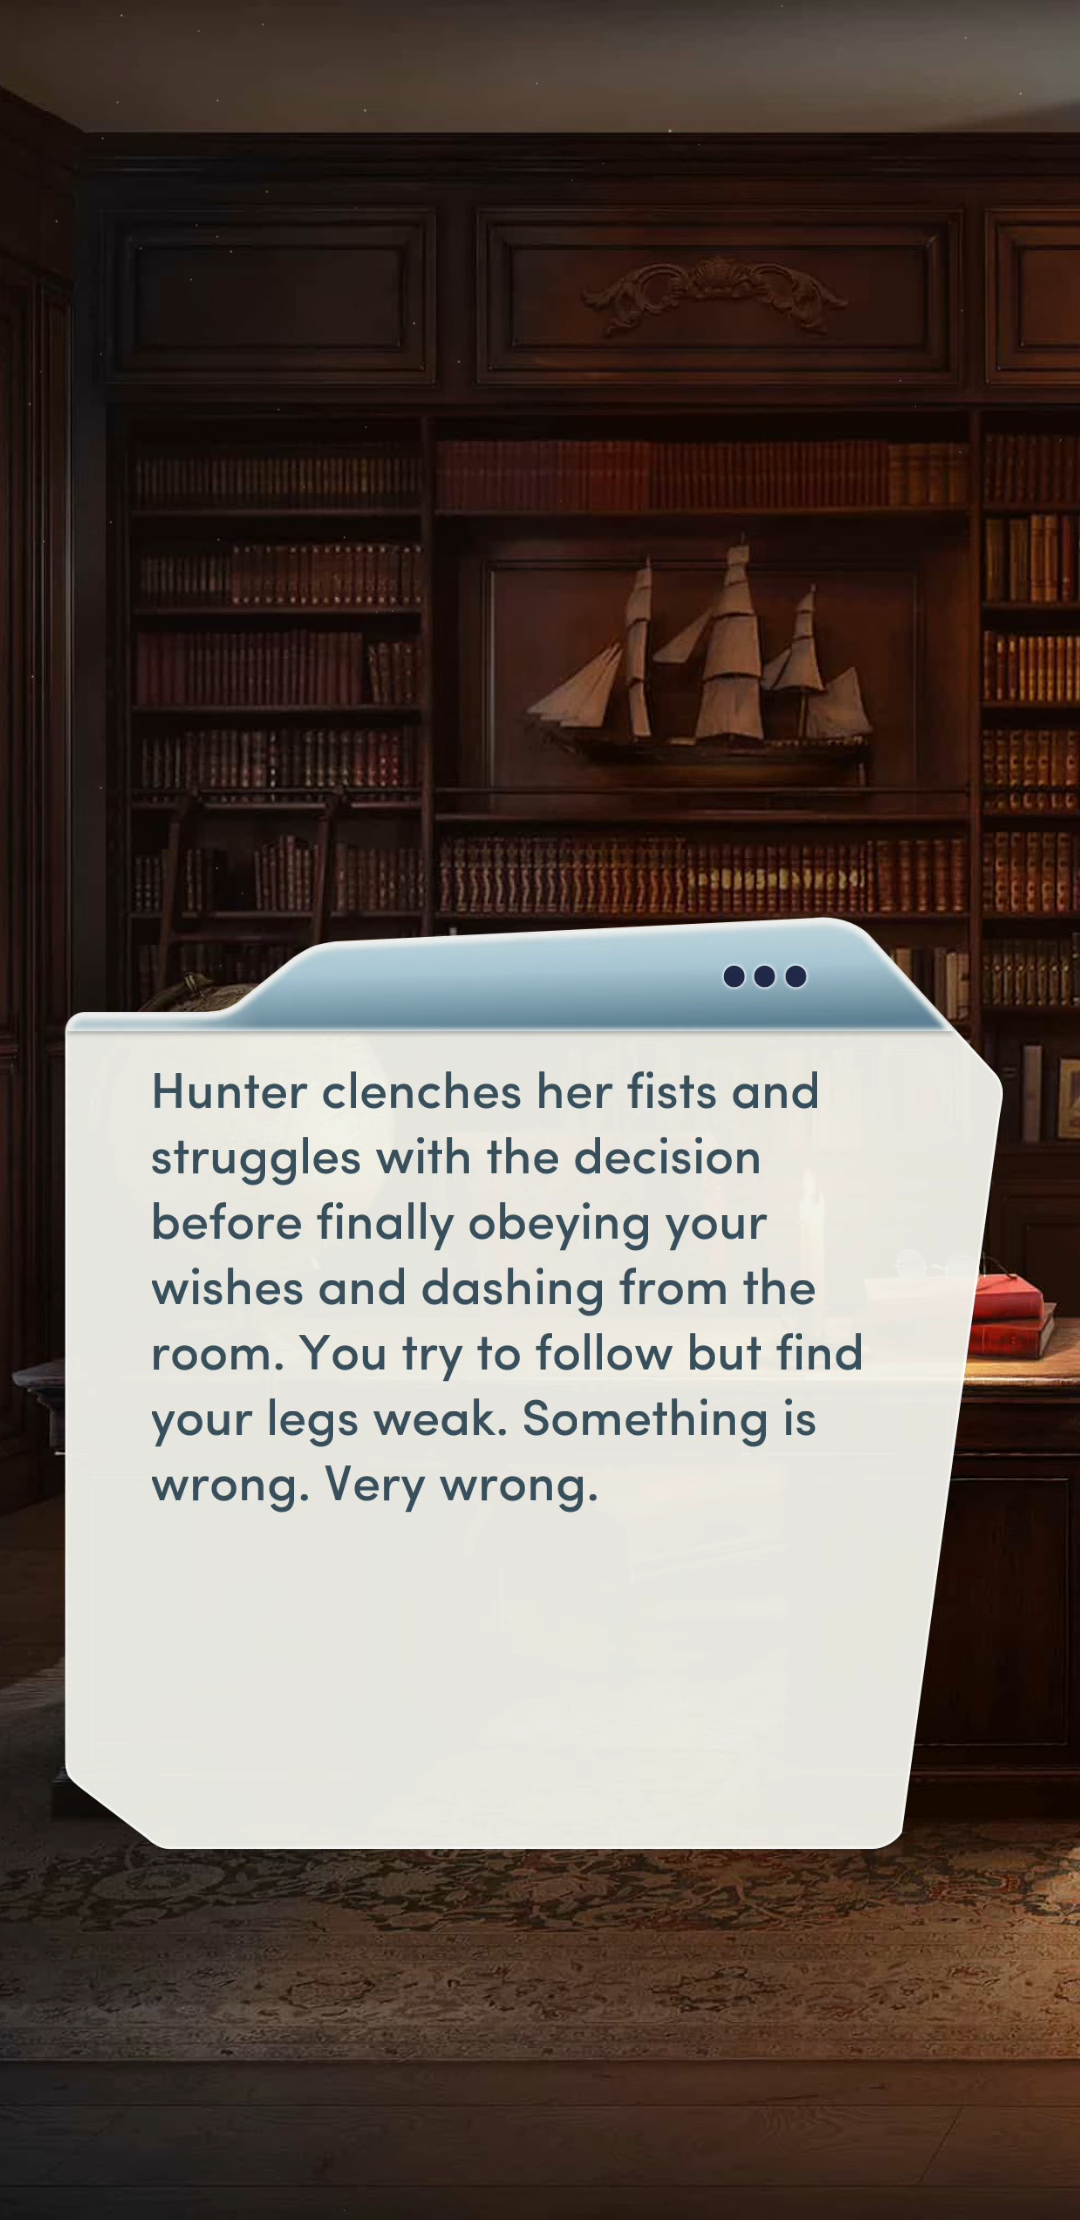 Hunter clenches her fists and
struggles with the decision
before finally obeying your
wishes and dashing from the
room. You try to follow but find
your legs weak. Something is
wrong. Very wrong.